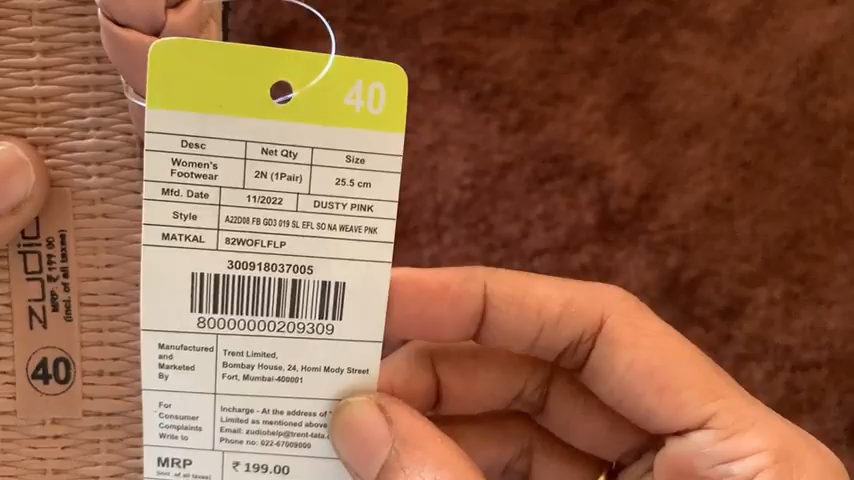 40
Desc Net Qty Size
Women's Footwear 2N (1Pair) 25.5 cm
Mfd. Date 11/2022 DUSTY PINK
Style A22D08 FB GD3 019 SL EFL SO NA WEAVE PNK
MATKAL 82WOFLFLP
300918037005
80000000209309
Manufactured and Marketed By
Trent Limited,
Bombay House, 24, Homi Mody Street
Fort, Mumbai-400001
For Consumer Complaints Write to
Incharge - At the address of
Limited as mentioned above
Email: zudiohelp@trent-tata.
Phone no: 022-67009000
MRP ₹ 199.00
(incl. of all taxes)
zudio
MRP: ₹ 199.00
(incl. of all taxes)
40